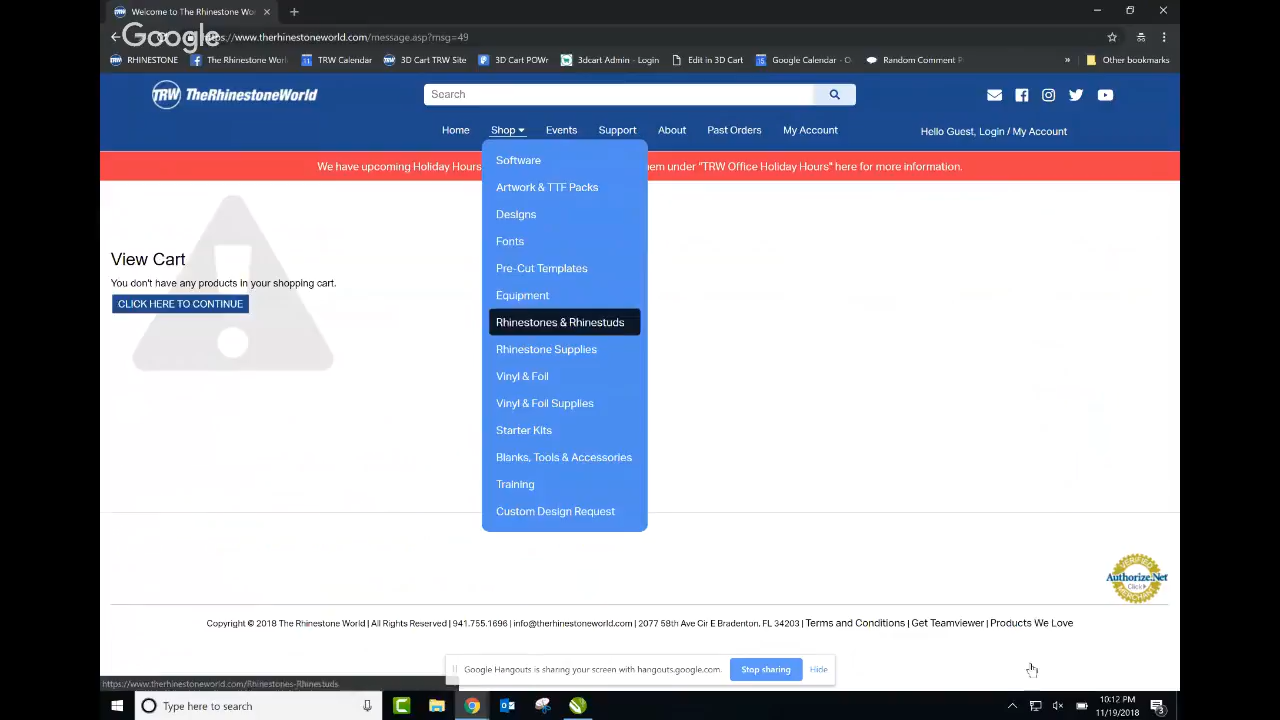 Welcome to The Rhinestone Wor
Google
https://www.therhinestoneworld.com/message.asp?msg=49
RHINESTONE The Rhinestone World TRW Calendar 3D Cart TRW Site 3D Cart POWr 3dcart Admin - Login Edit in 3D Cart Google Calendar - O Random Comment P » Other bookmarks
TRW TheRhinestoneWorld
Search
Home Shop Events Support About Past Orders My Account
Hello Guest, Login / My Account
We have upcoming Holiday Hours
em under "TRW Office Holiday Hours" here for more information.
Software
Artwork & TTF Packs
Designs
Fonts
Pre-Cut Templates
Equipment
Rhinestones & Rhinestuds
Rhinestone Supplies
Vinyl & Foil
Vinyl & Foil Supplies
Starter Kits
Blanks, Tools & Accessories
Training
Custom Design Request
View Cart
You don't have any products in your shopping cart.
CLICK HERE TO CONTINUE
Authorize.Net
Click
Copyright © 2018 The Rhinestone World | All Rights Reserved | 941.755.1696 | info@therhinestoneworld.com | 2077 58th Ave Cir E Bradenton, FL 34203 | Terms and Conditions | Get Teamviewer | Products We Love
Google Hangouts is sharing your screen with hangouts.google.com. Stop sharing Hide
https://www.therhinestoneworld.com/Rhinestones-Rhinestuds
Type here to search
10:12 PM
11/19/2018
3